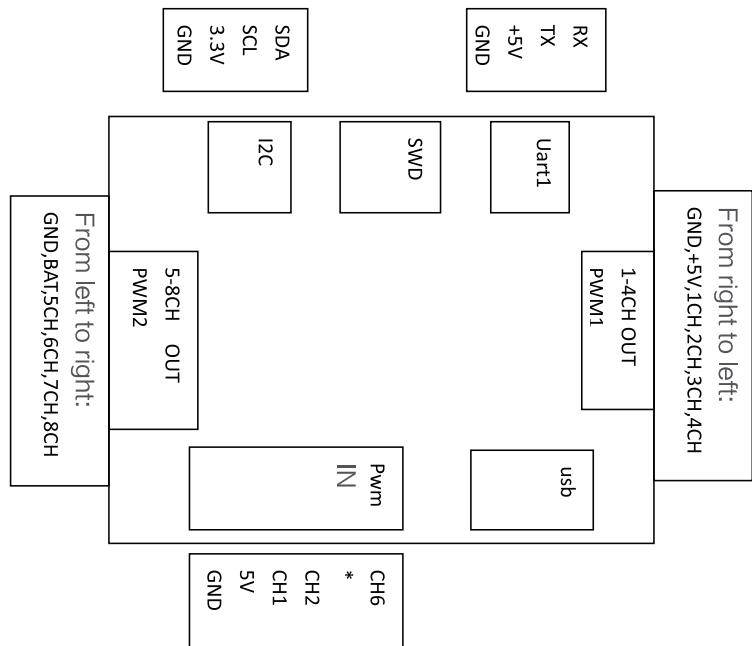 From right to left:
GND,+5V,1CH,2CH,3CH,4CH
1-4CH OUT
PWM1
RX
TX
+5V
GND
Uart1
usb
SWD
Pwm
IN
CH6
*
CH2
CH1
5V
GND
SDA
SCL
3.3V
GND
I2C
5-8CH OUT
PWM2
From left to right:
GND,BAT,5CH,6CH,7CH,8CH